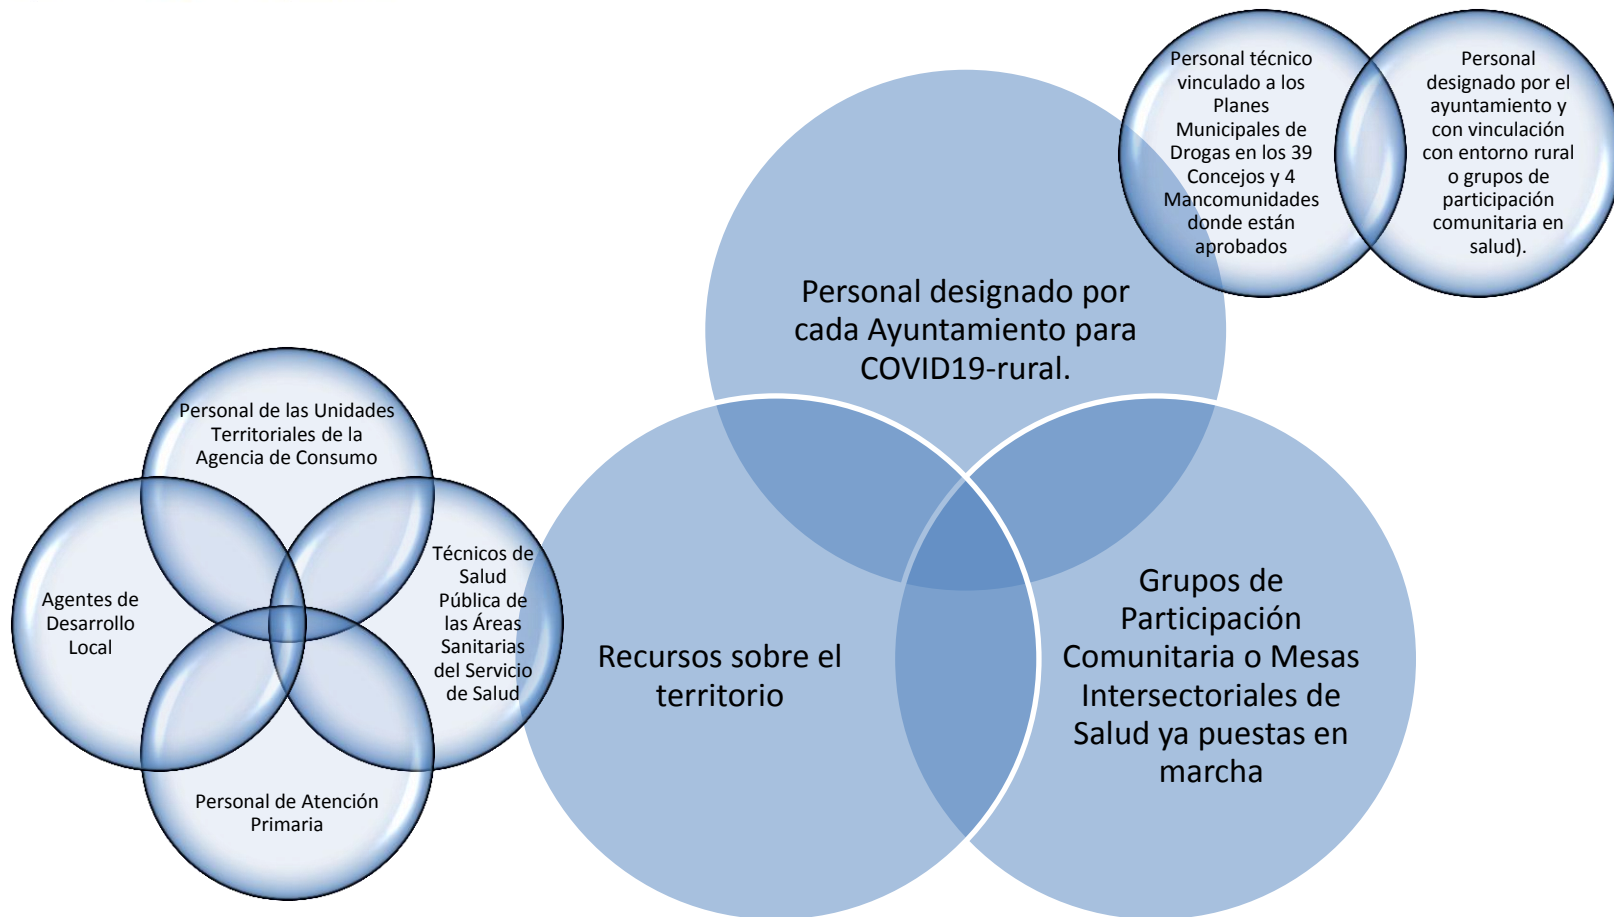 Personal técnico
vinculado a los
Planes
Municipales de
Drogas en los 39
Concejos y 4
Mancomunidades
donde están
aprobados
Personal
designado por el
ayuntamiento y
con vinculación
con entorno rural
o grupos de
participación
comunitaria en
salud).
Personal designado por
cada Ayuntamiento para
COVID19-rural.
Personal de las Unidades
Territoriales de la
Agencia de Consumo
Agentes de
Desarrollo
Local
Técnicos de
Salud
Pública de
las Áreas
Sanitarias
del Servicio
de Salud
Personal de Atención
Primaria
Recursos sobre el
territorio
Grupos de
Participación
Comunitaria o Mesas
Intersectoriales de
Salud ya puestas en
marcha